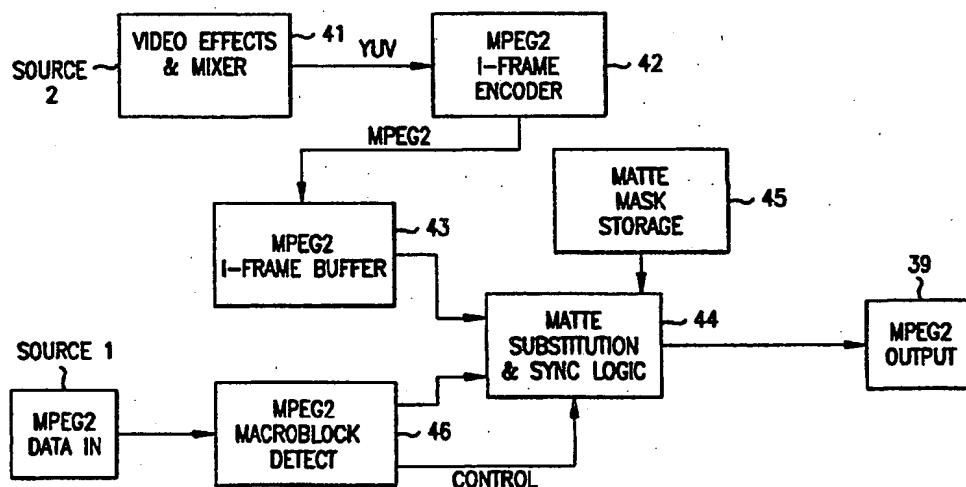 VIDEO EFFECTS
& MIXER
41
SOURCE
2
YUV
MPEG2
I-FRAME
ENCODER
42
MPEG2
MATTE
MASK
STORAGE
45
MPEG2
I-FRAME BUFFER
43
MATTE
SUBSTITUTION
& SYNC LOGIC
44
39
MPEG2
OUTPUT
SOURCE 1
MPEG2
DATA IN
MPEG2
MACROBLOCK
DETECT
46
CONTROL